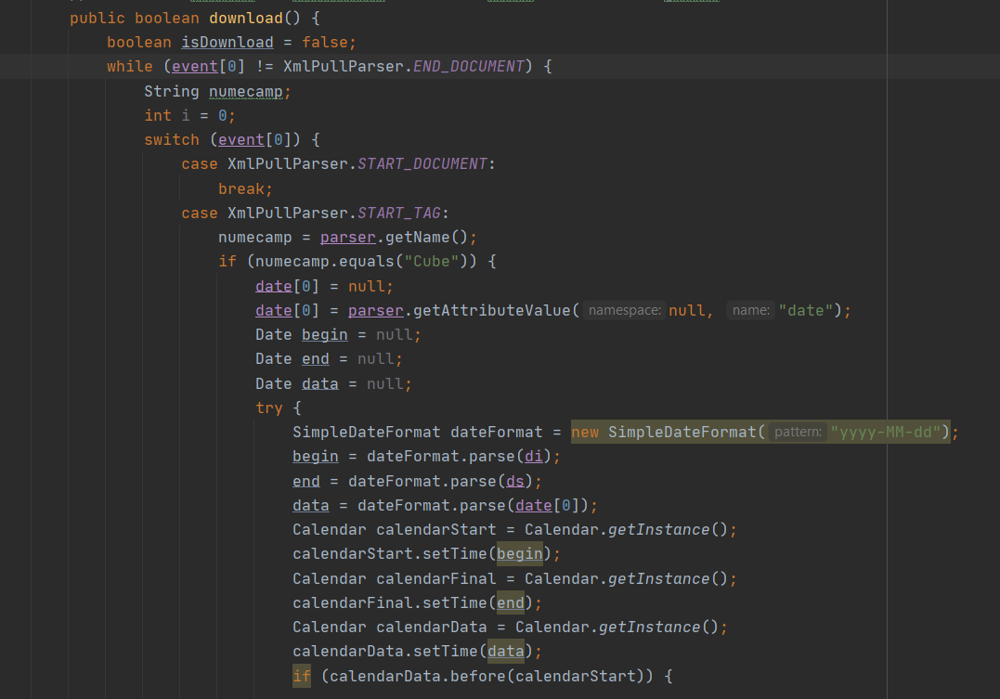 public boolean download() {
    boolean isDownload = false;
    while (event[0] != XmlPullParser.END_DOCUMENT) {
        String numecamp;
        int i = 0;
        switch (event[0]) {
            case XmlPullParser.START_DOCUMENT:
                break;
            case XmlPullParser.START_TAG:
                numecamp = parser.getName();
                if (numecamp.equals("Cube")) {
                    date[0] = null;
                    date[0] = parser.getAttributeValue( namespace: null, name: "date");
                    Date begin = null;
                    Date end = null;
                    Date data = null;
                    try {
                        SimpleDateFormat dateFormat = new SimpleDateFormat( pattern: "yyyy-MM-dd");
                        begin = dateFormat.parse(di);
                        end = dateFormat.parse(ds);
                        data = dateFormat.parse(date[0]);
                        Calendar calendarStart = Calendar.getInstance();
                        calendarStart.setTime(begin);
                        Calendar calendarFinal = Calendar.getInstance();
                        calendarFinal.setTime(end);
                        Calendar calendarData = Calendar.getInstance();
                        calendarData.setTime(data);
                        if (calendarData.before(calendarStart)) {